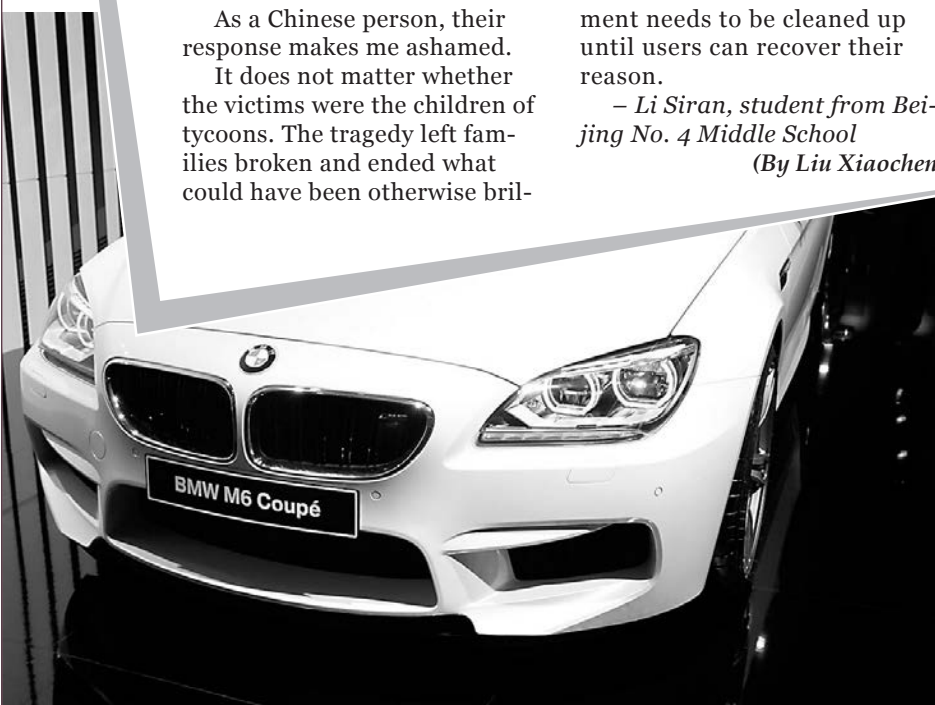 As a Chinese person, their
response makes me ashamed.
It does not matter whether
the victims were the children of
tycoons. The tragedy left fam-
ilies broken and ended what
could have been otherwise bril-
ment needs to be cleaned up
until users can recover their
reason.
– Li Siran, student from Bei-
jing No. 4 Middle School
(By Liu Xiaochen
BMW M6 Coupé